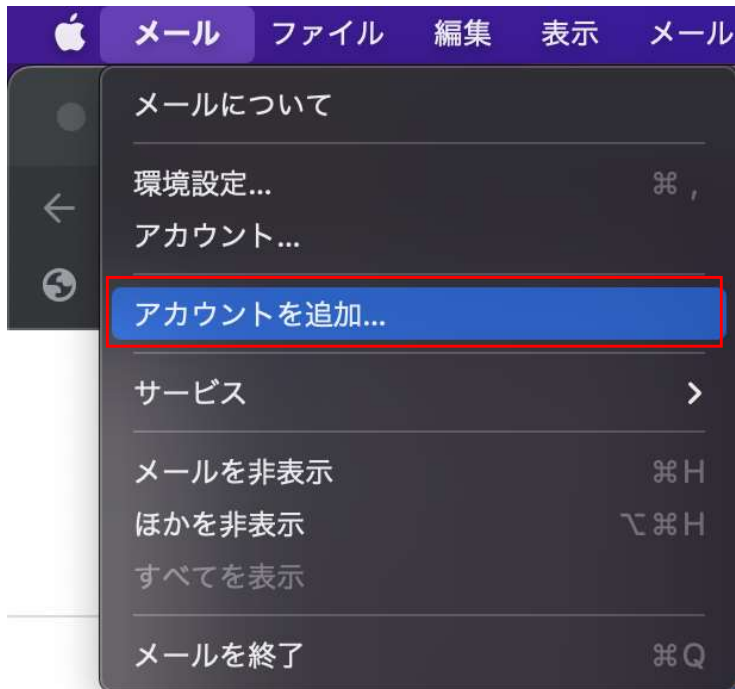 メール ファイル 編集 表示 メール
メールについて
環境設定... ⌘ ,
アカウント...
アカウントを追加...
サービス
メールを非表示 ⌘H
ほかを非表示 ⌥⌘H
すべてを表示
メールを終了 ⌘Q